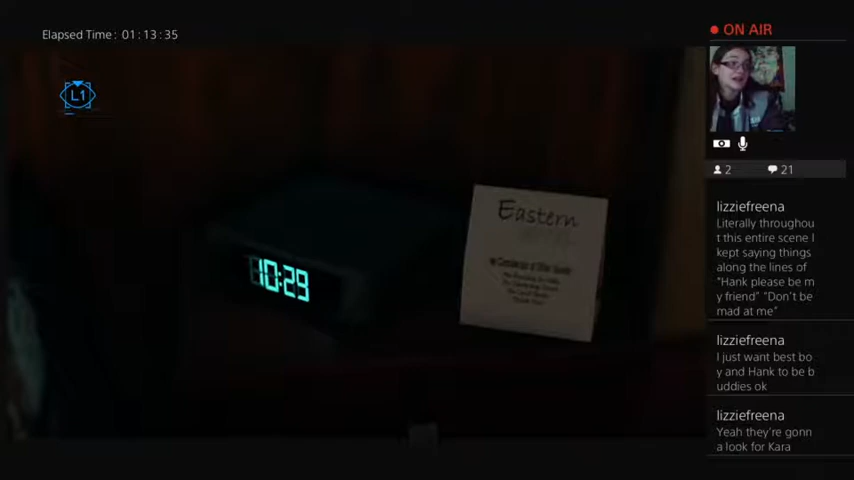 Elapsed Time: 01:13:35
ON AIR
L1
2
21
10:29
Eastern
lizziefreena
Literally throughou
t this entire scene I
kept saying things
along the lines of
"Hank please be m
y friend" "Don't be
mad at me"
lizziefreena
I just want best bo
y and Hank to be b
uddies ok
lizziefreena
Yeah they're gonn
a look for Kara